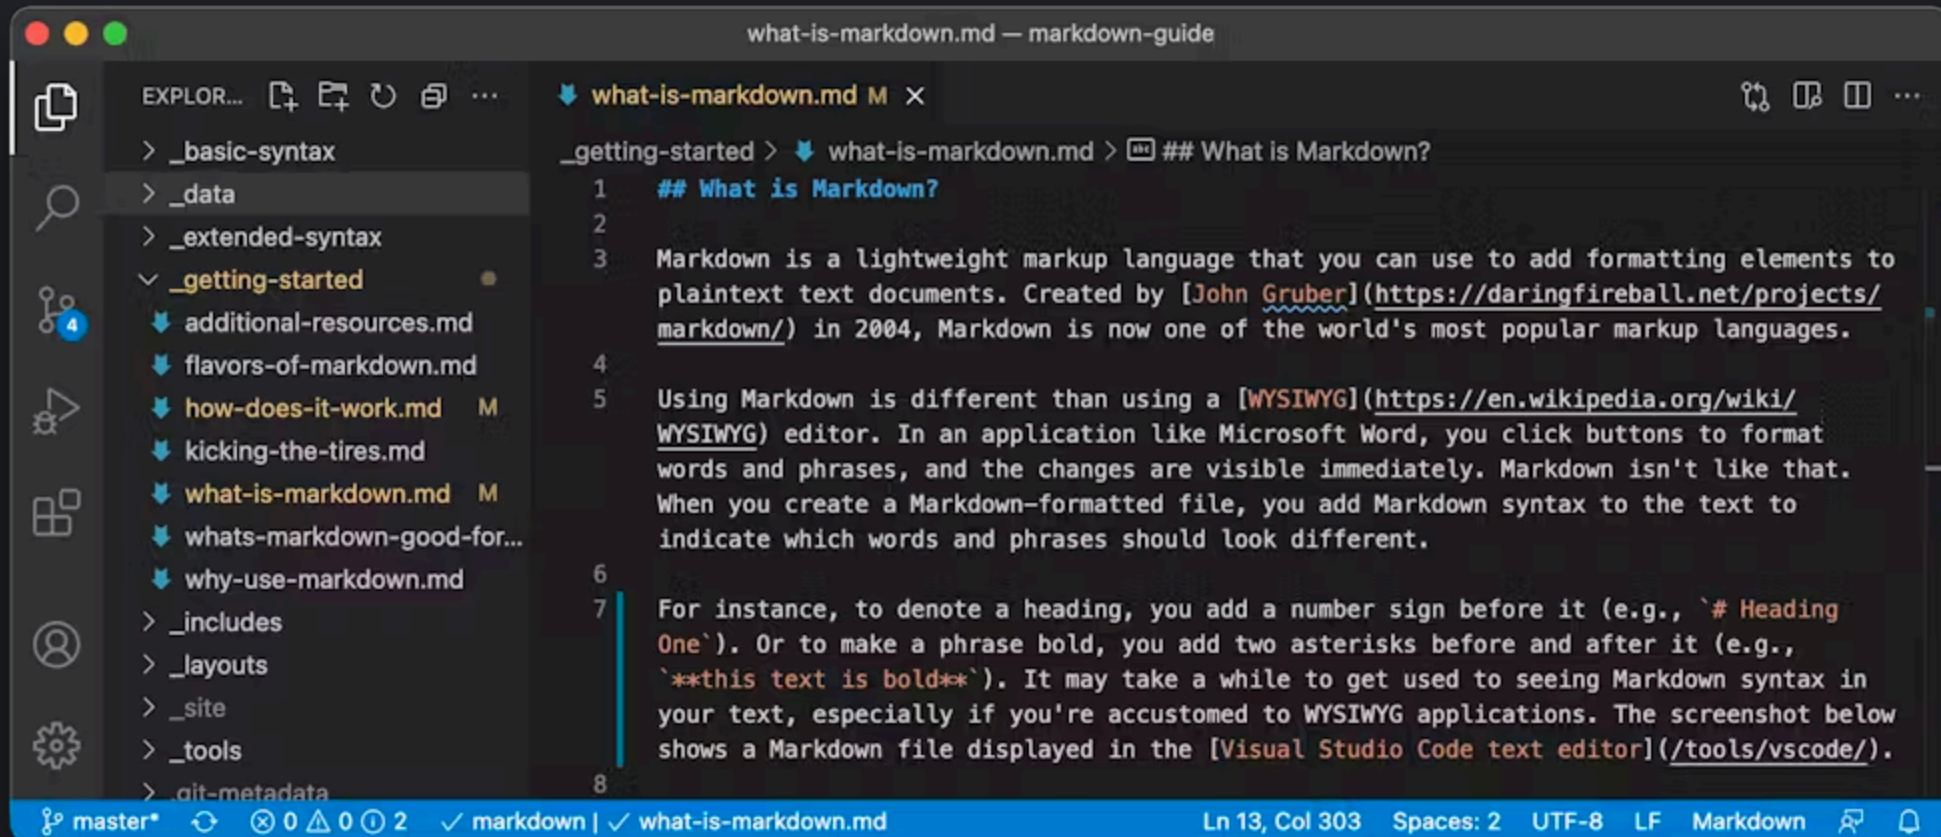 what-is-markdown.md — markdown-guide
EXPLOR...
what-is-markdown.md M
_getting-started > what-is-markdown.md > ## What is Markdown?
_basic-syntax
_data
_extended-syntax
_getting-started
additional-resources.md
flavors-of-markdown.md
how-does-it-work.md M
kicking-the-tires.md
what-is-markdown.md M
whats-markdown-good-for...
why-use-markdown.md
_includes
_layouts
_site
_tools
.git-metadata
4
1 ## What is Markdown?
2
3 Markdown is a lightweight markup language that you can use to add formatting elements to
plaintext text documents. Created by [John Gruber](https://daringfireball.net/projects/
markdown/) in 2004, Markdown is now one of the world's most popular markup languages.
4
5 Using Markdown is different than using a [WYSIWYG](https://en.wikipedia.org/wiki/
WYSIWYG) editor. In an application like Microsoft Word, you click buttons to format
words and phrases, and the changes are visible immediately. Markdown isn't like that.
When you create a Markdown-formatted file, you add Markdown syntax to the text to
indicate which words and phrases should look different.
6
7 For instance, to denote a heading, you add a number sign before it (e.g., `# Heading
One`). Or to make a phrase bold, you add two asterisks before and after it (e.g.,
`**this text is bold**`). It may take a while to get used to seeing Markdown syntax in
your text, especially if you're accustomed to WYSIWYG applications. The screenshot below
shows a Markdown file displayed in the [Visual Studio Code text editor](/tools/vscode/).
8
master* 0 0 2 markdown | what-is-markdown.md Ln 13, Col 303 Spaces: 2 UTF-8 LF Markdown